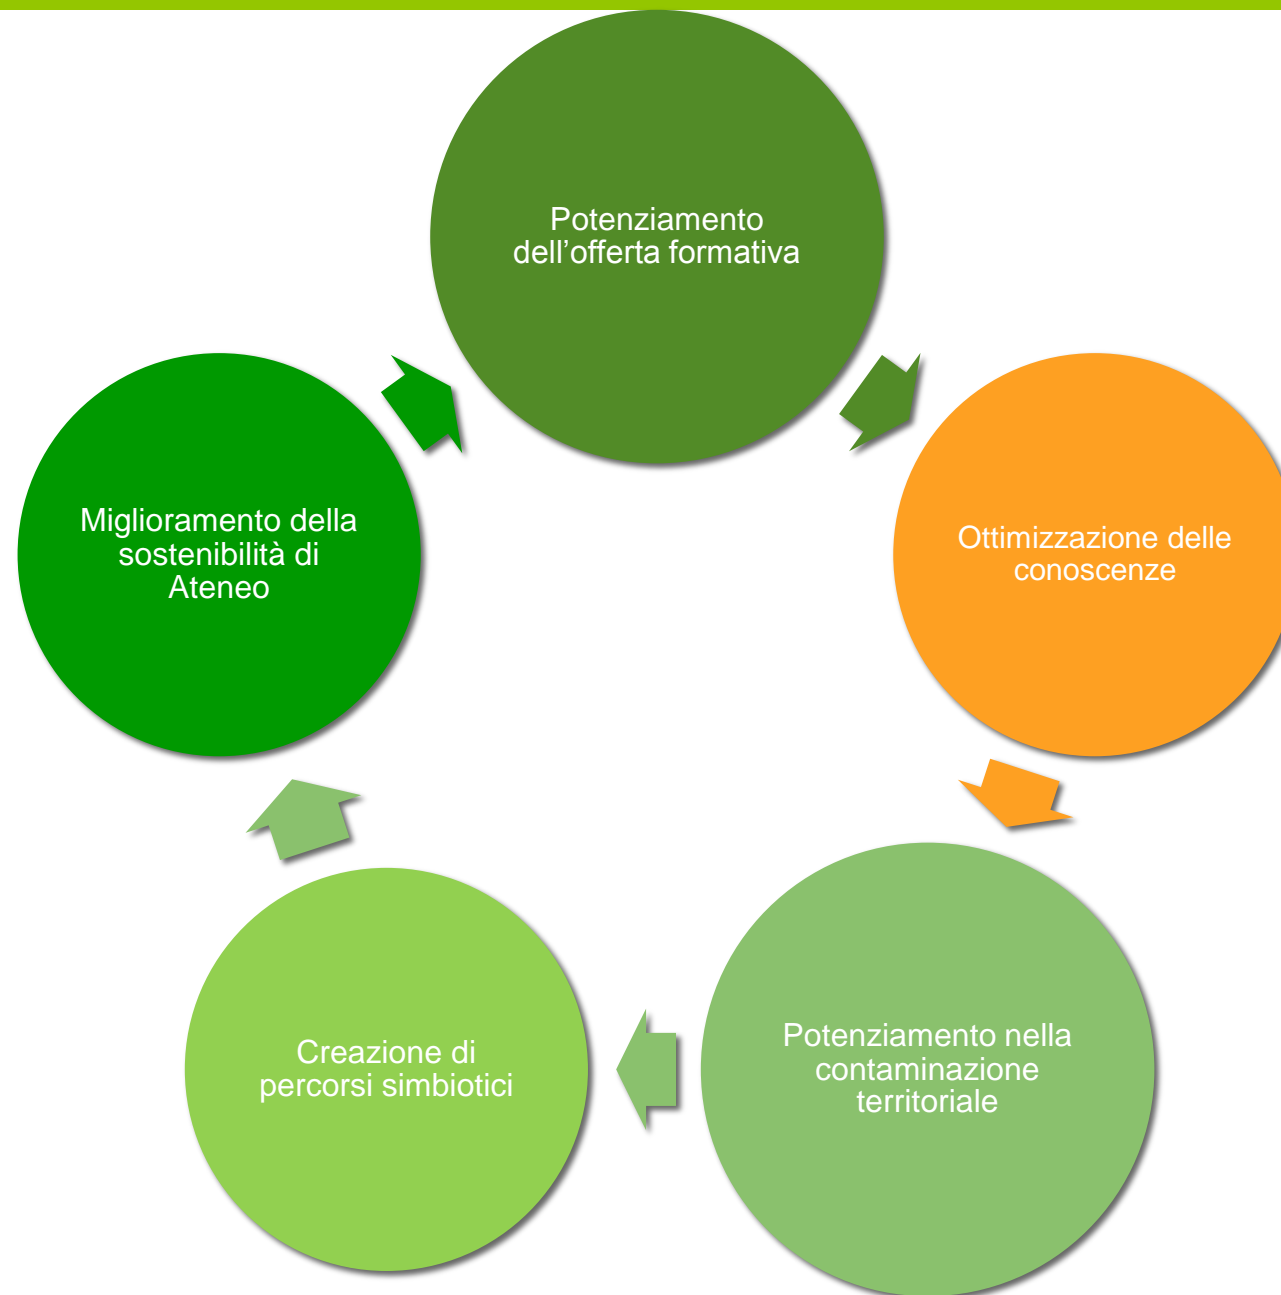 Potenziamento
dell’offerta formativa
Ottimizzazione delle
conoscenze
Potenziamento nella
contaminazione
territoriale
Creazione di
percorsi simbiotici
Miglioramento della
sostenibilità di
Ateneo